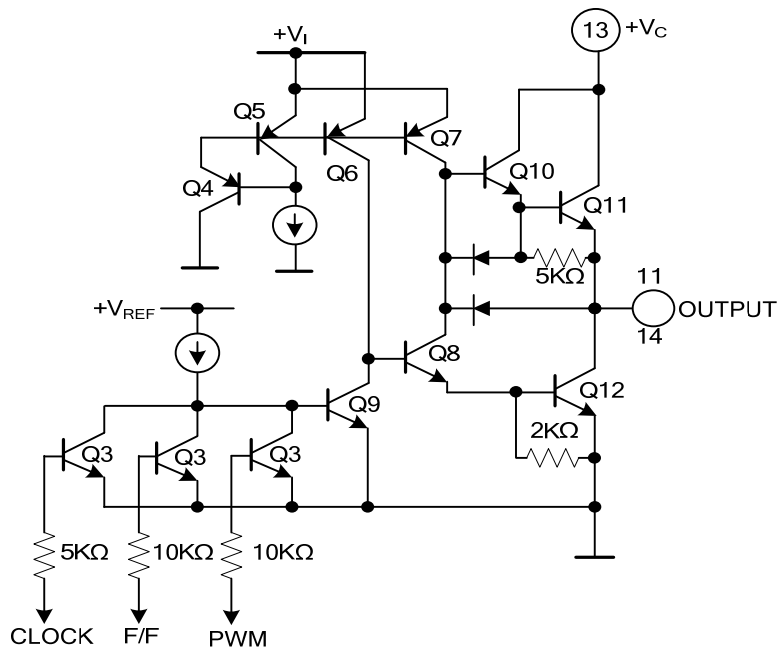 +VI
13
+VC
Q5
Q7
Q6
Q10
Q4
Q11
5KΩ
11
OUTPUT
14
+VREF
Q8
Q9
Q12
2KΩ
Q3
Q3
Q3
5KΩ
10KΩ
10KΩ
CLOCK
F/F
PWM